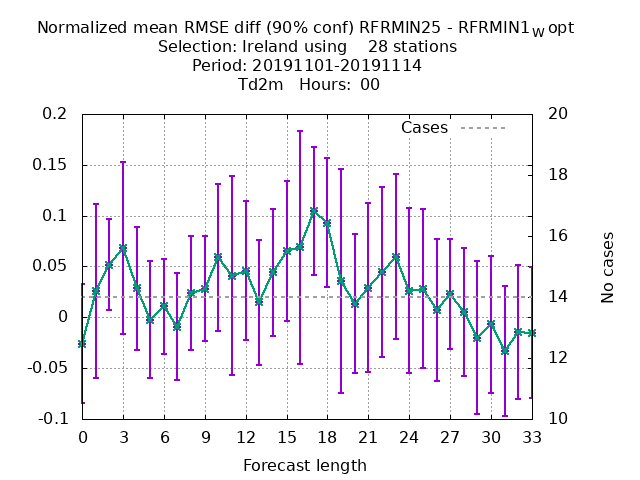 Normalized mean RMSE diff (90% conf) RFRMIN25 - RFRMIN1w opt
Selection: Ireland using 28 stations
Period: 20191101-20191114
Td2m Hours: 00
Cases
0.2
0.15
0.1
0.05
0
-0.05
-0.1
20
18
16
14
12
10
No cases
0 3 6 9 12 15 18 21 24 27 30 33
Forecast length